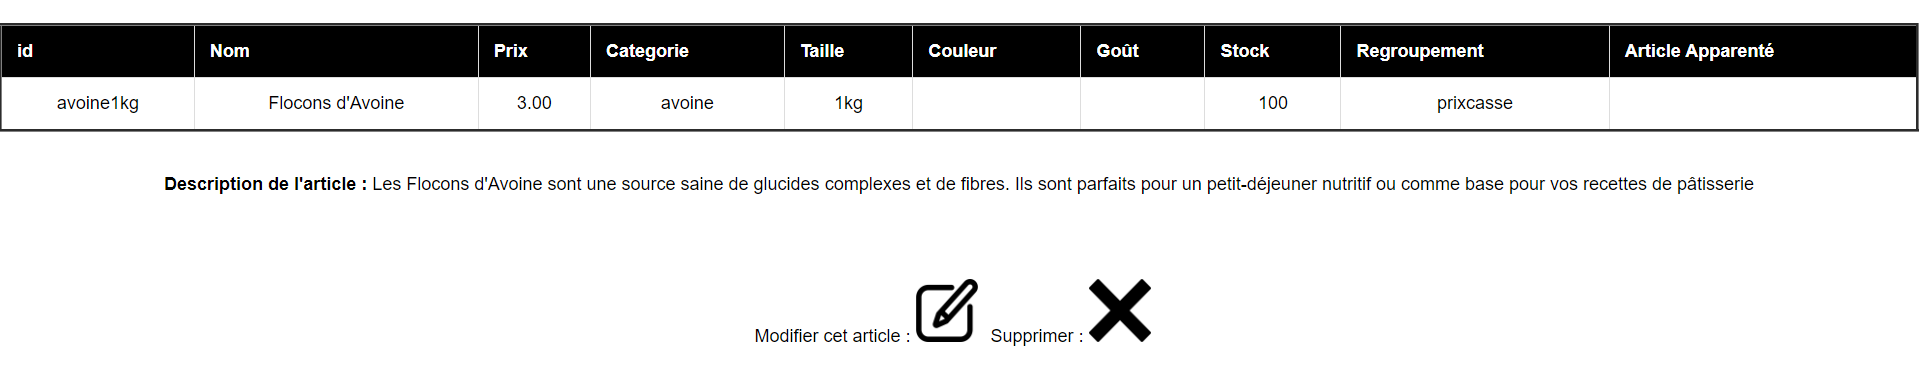 id Nom Prix Categorie Taille Couleur Goût Stock Regroupement Article Apparenté
avoine1kg Flocons d'Avoine 3.00 avoine 1kg 100 prixcasse
Description de l'article : Les Flocons d'Avoine sont une source saine de glucides complexes et de fibres. Ils sont parfaits pour un petit-déjeuner nutritif ou comme base pour vos recettes de pâtisserie
Modifier cet article : Supprimer :